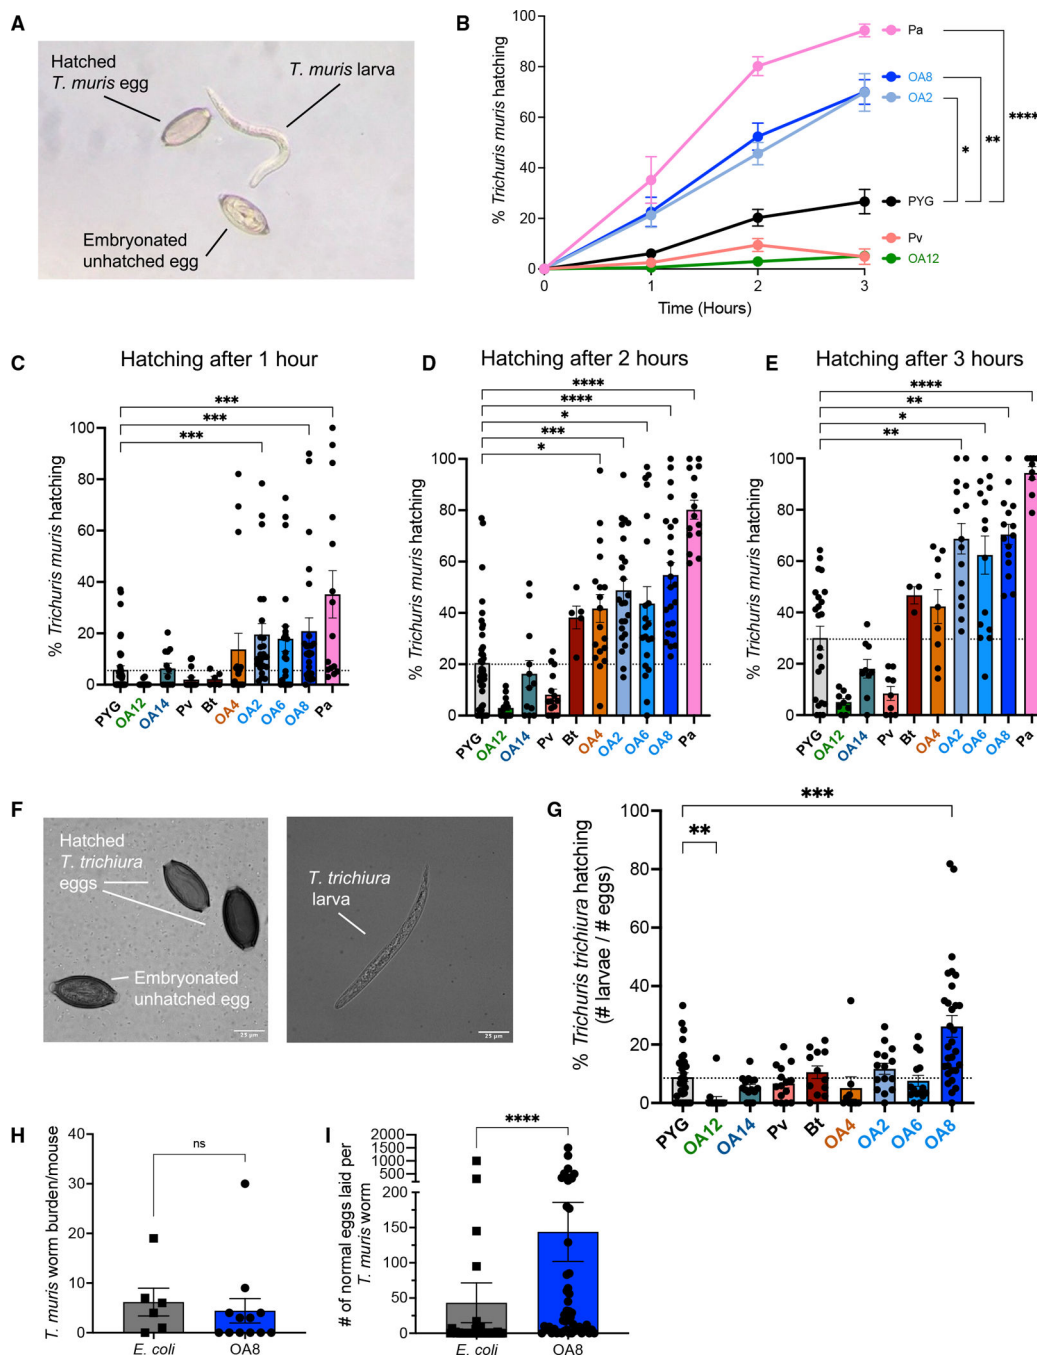 A
Hatched
T. muris egg
T. muris larva
Embryonated
unhatched egg
B
% Trichuris muris hatching
100
80
60
40
20
0
0
1
2
3
Time (Hours)
Pa
OA8
OA2
PYG
Pv
OA12
*
**
****
C
Hatching after 1 hour
***
***
***
% Trichuris muris hatching
100
80
60
40
20
0
PYG
OA12
OA14
Pv
Bt
OA4
OA2
OA6
OA8
Pa
D
Hatching after 2 hours
****
****
*
***
*
% Trichuris muris hatching
100
80
60
40
20
0
PYG
OA12
OA14
Pv
Bt
OA4
OA2
OA6
OA8
Pa
E
Hatching after 3 hours
****
**
*
**
% Trichuris muris hatching
100
80
60
40
20
0
PYG
OA12
OA14
Pv
Bt
OA4
OA2
OA6
OA8
Pa
F
Hatched
T. trichiura
eggs
Embryonated
unhatched egg
25 µm
T. trichiura
larva
25 µm
G
% Trichuris trichiura hatching
(# larvae / # eggs)
100
80
60
40
20
0
***
**
PYG
OA12
OA14
Pv
Bt
OA4
OA2
OA6
OA8
H
T. muris worm burden/mouse
40
30
20
10
0
ns
E. coli
OA8
I
# of normal eggs laid per
T. muris worm
2000
1500
1000
500
200
150
100
50
0
****
E. coli
OA8